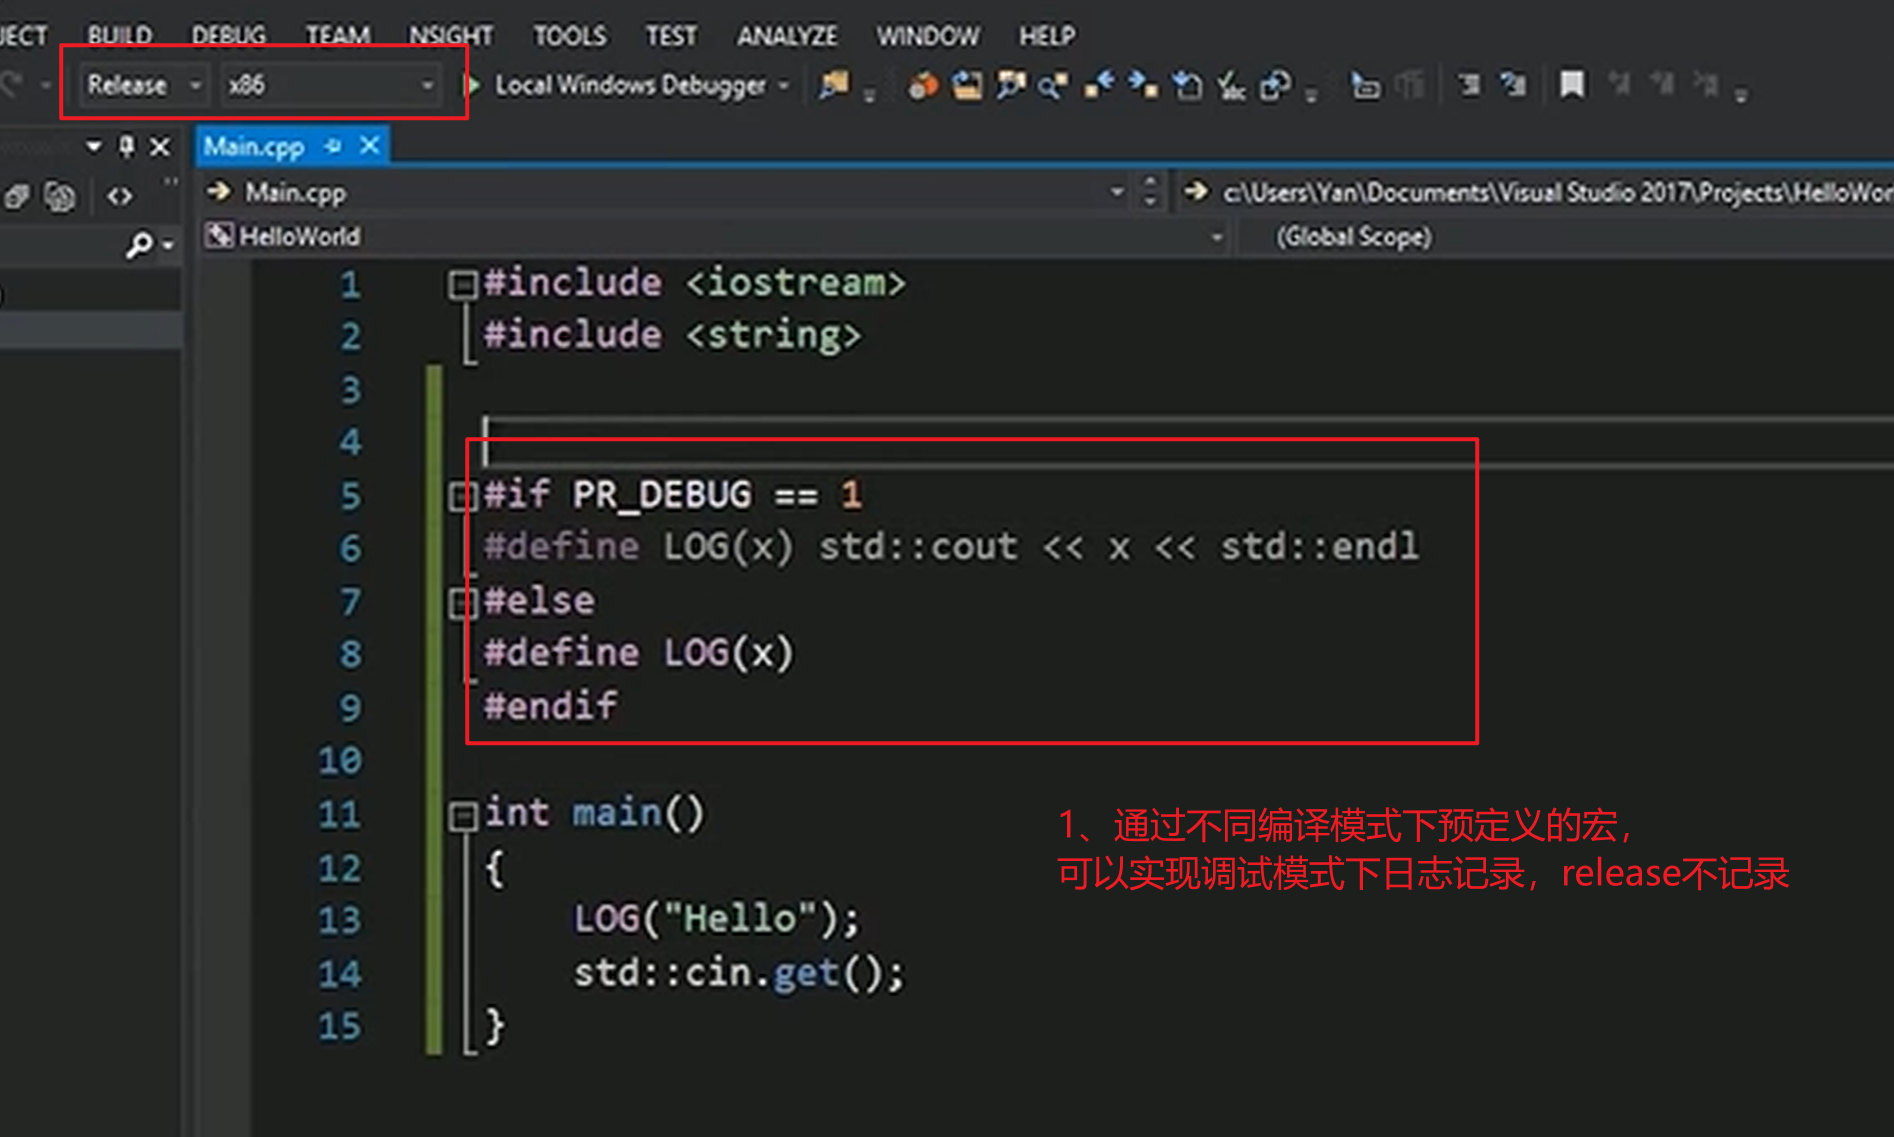 JECT BUILD DEBUG TEAM NSIGHT TOOLS TEST ANALYZE WINDOW HELP
Release x86 Local Windows Debugger
Main.cpp
Main.cpp c:\Users\Yan\Documents\Visual Studio 2017\Projects\HelloWor
HelloWorld (Global Scope)
1 #include <iostream>
2 #include <string>
3
4
5 #if PR_DEBUG == 1
6 #define LOG(x) std::cout << x << std::endl
7 #else
8 #define LOG(x)
9 #endif
10
11 int main()
12 {
13 LOG("Hello");
14 std::cin.get();
15 }
1、通过不同编译模式下预定义的宏，
可以实现调试模式下日志记录，release不记录